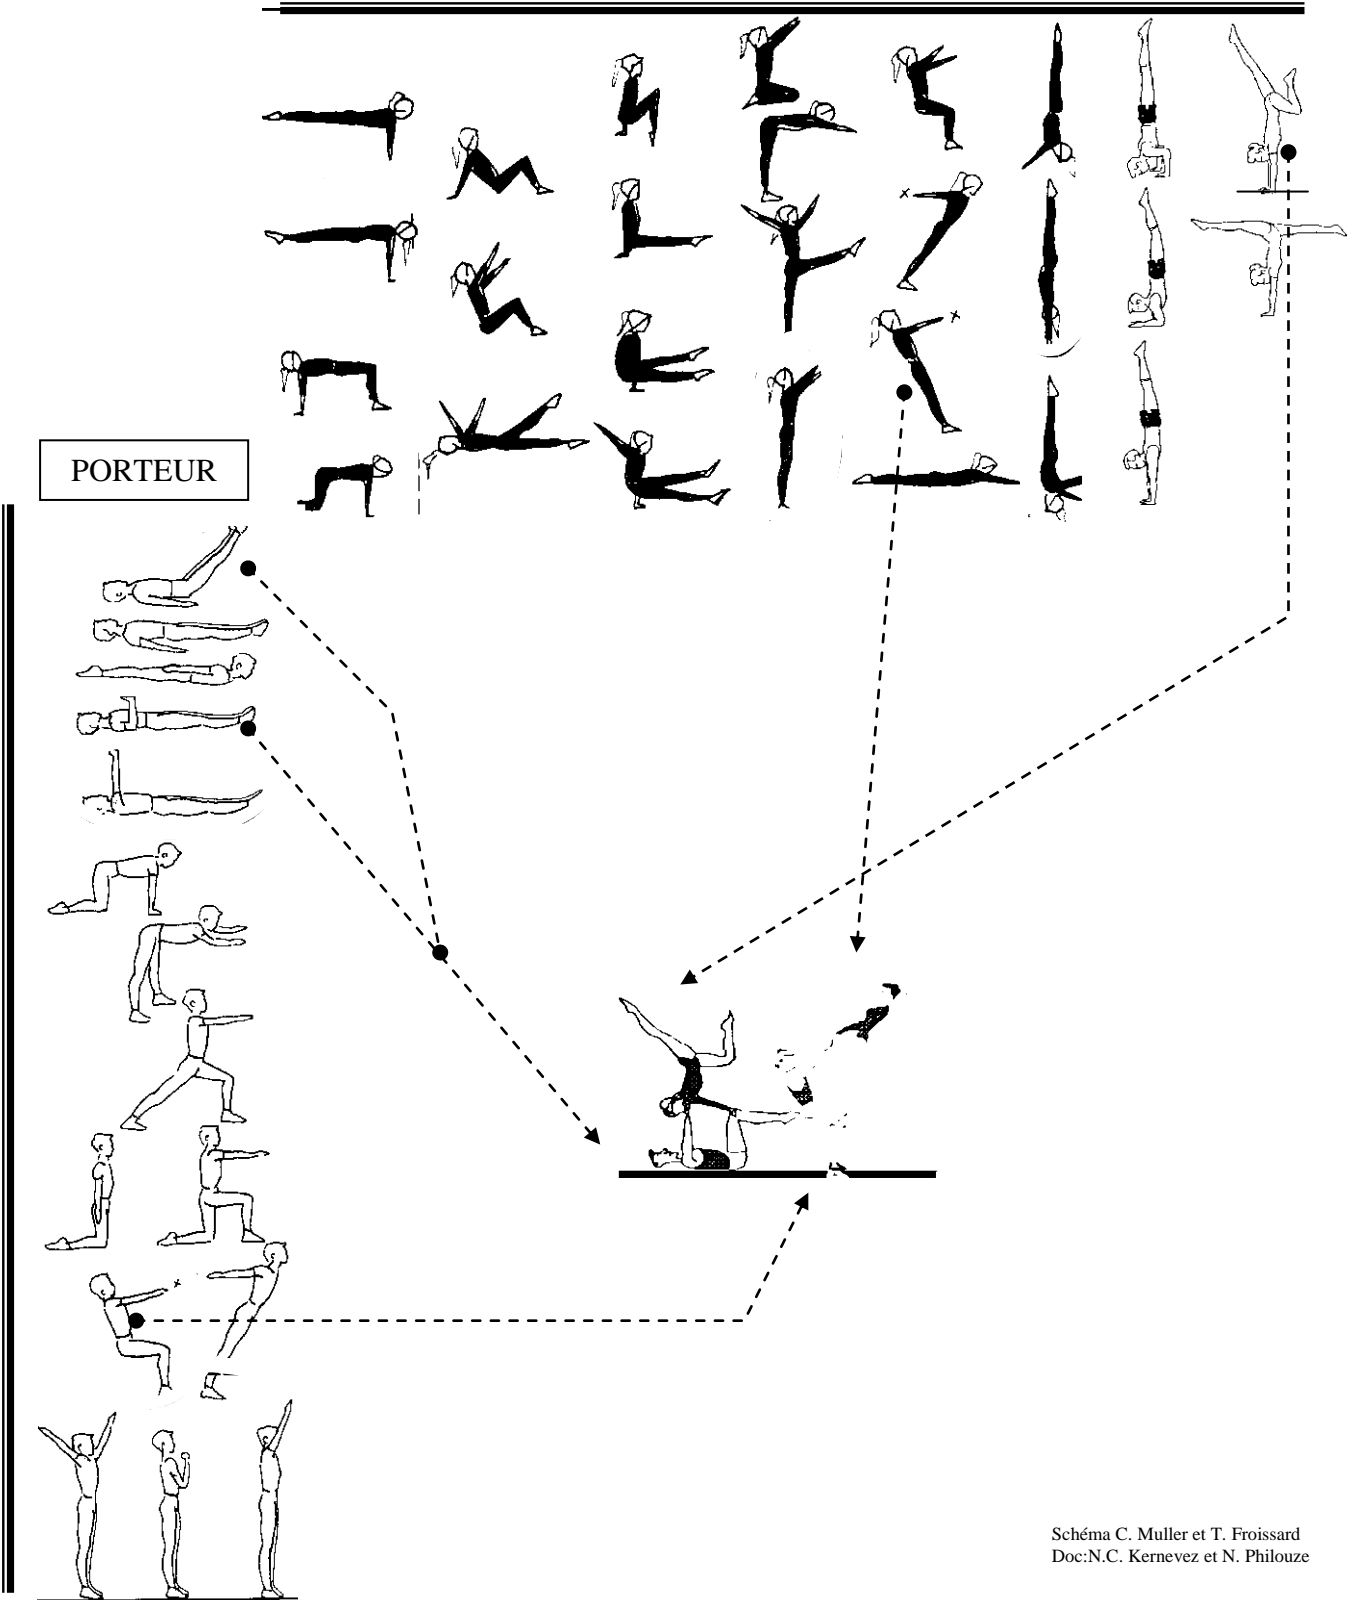 PORTEUR
Schéma C. Muller et T. Froissard
Doc:N.C. Kernevez et N. Philouze